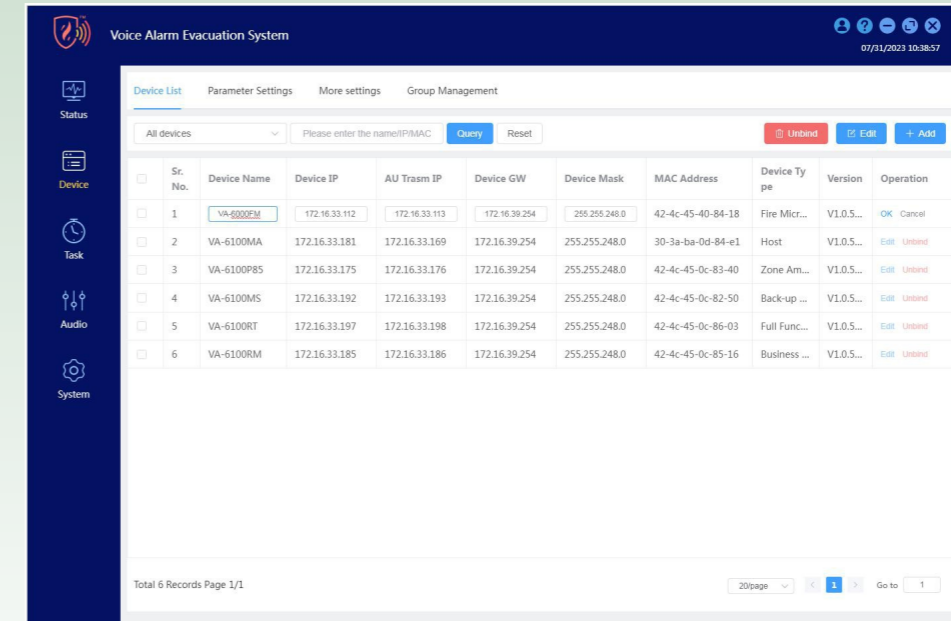 Voice Alarm Evacuation System
07/31/2023 10:38:57
Status
Device
Task
Audio
System
Device List Parameter Settings More settings Group Management
All devices Please enter the name/IP/MAC Query Reset Unbind Edit + Add
Sr. No. Device Name Device IP AU Trasm IP Device GW Device Mask MAC Address Device Ty pe Version Operation
1 VA-6000FM 172.16.33.112 172.16.33.113 172.16.39.254 255.255.248.0 42-4c-45-40-84-18 Fire Micr... V1.0.5... OK Cancel
2 VA-6100MA 172.16.33.181 172.16.33.169 172.16.39.254 255.255.248.0 30-3a-ba-0d-84-e1 Host V1.0.5... Edit Unbind
3 VA-6100P85 172.16.33.175 172.16.33.176 172.16.39.254 255.255.248.0 42-4c-45-0c-83-40 Zone Am... V1.0.5... Edit Unbind
4 VA-6100MS 172.16.33.192 172.16.33.193 172.16.39.254 255.255.248.0 42-4c-45-0c-82-50 Back-up ... V1.0.5... Edit Unbind
5 VA-6100RT 172.16.33.197 172.16.33.198 172.16.39.254 255.255.248.0 42-4c-45-0c-86-03 Full Func... V1.0.5... Edit Unbind
6 VA-6100RM 172.16.33.185 172.16.33.186 172.16.39.254 255.255.248.0 42-4c-45-0c-85-16 Business ... V1.0.5... Edit Unbind
Total 6 Records Page 1/1 20/page < 1 > Go to 1